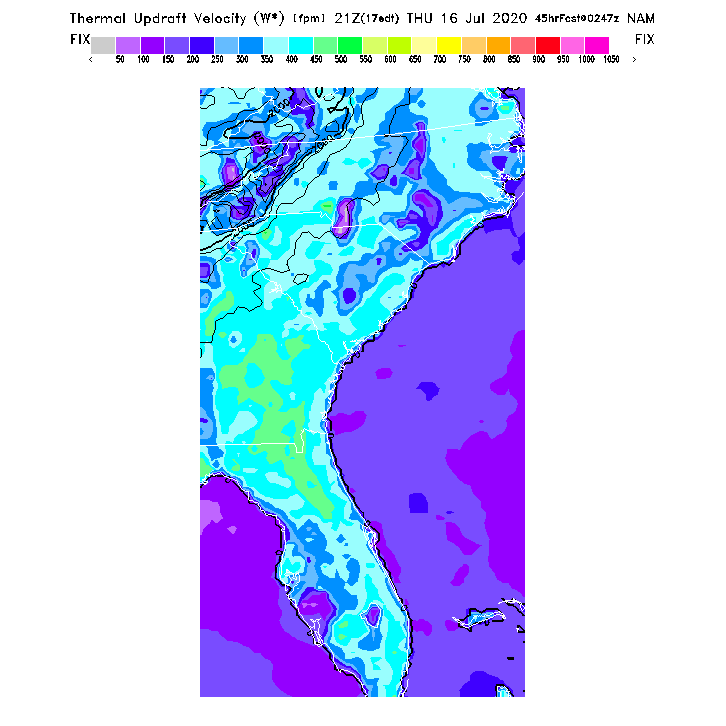 Thermal Updraft Velocity (W*) [fpm] 21Z(17edt) THU 16 Jul 2020 45hrFcst@0247z NAM
FIX FIX
< 50 100 150 200 250 300 350 400 450 500 550 600 650 700 750 800 850 900 950 1000 1050 >